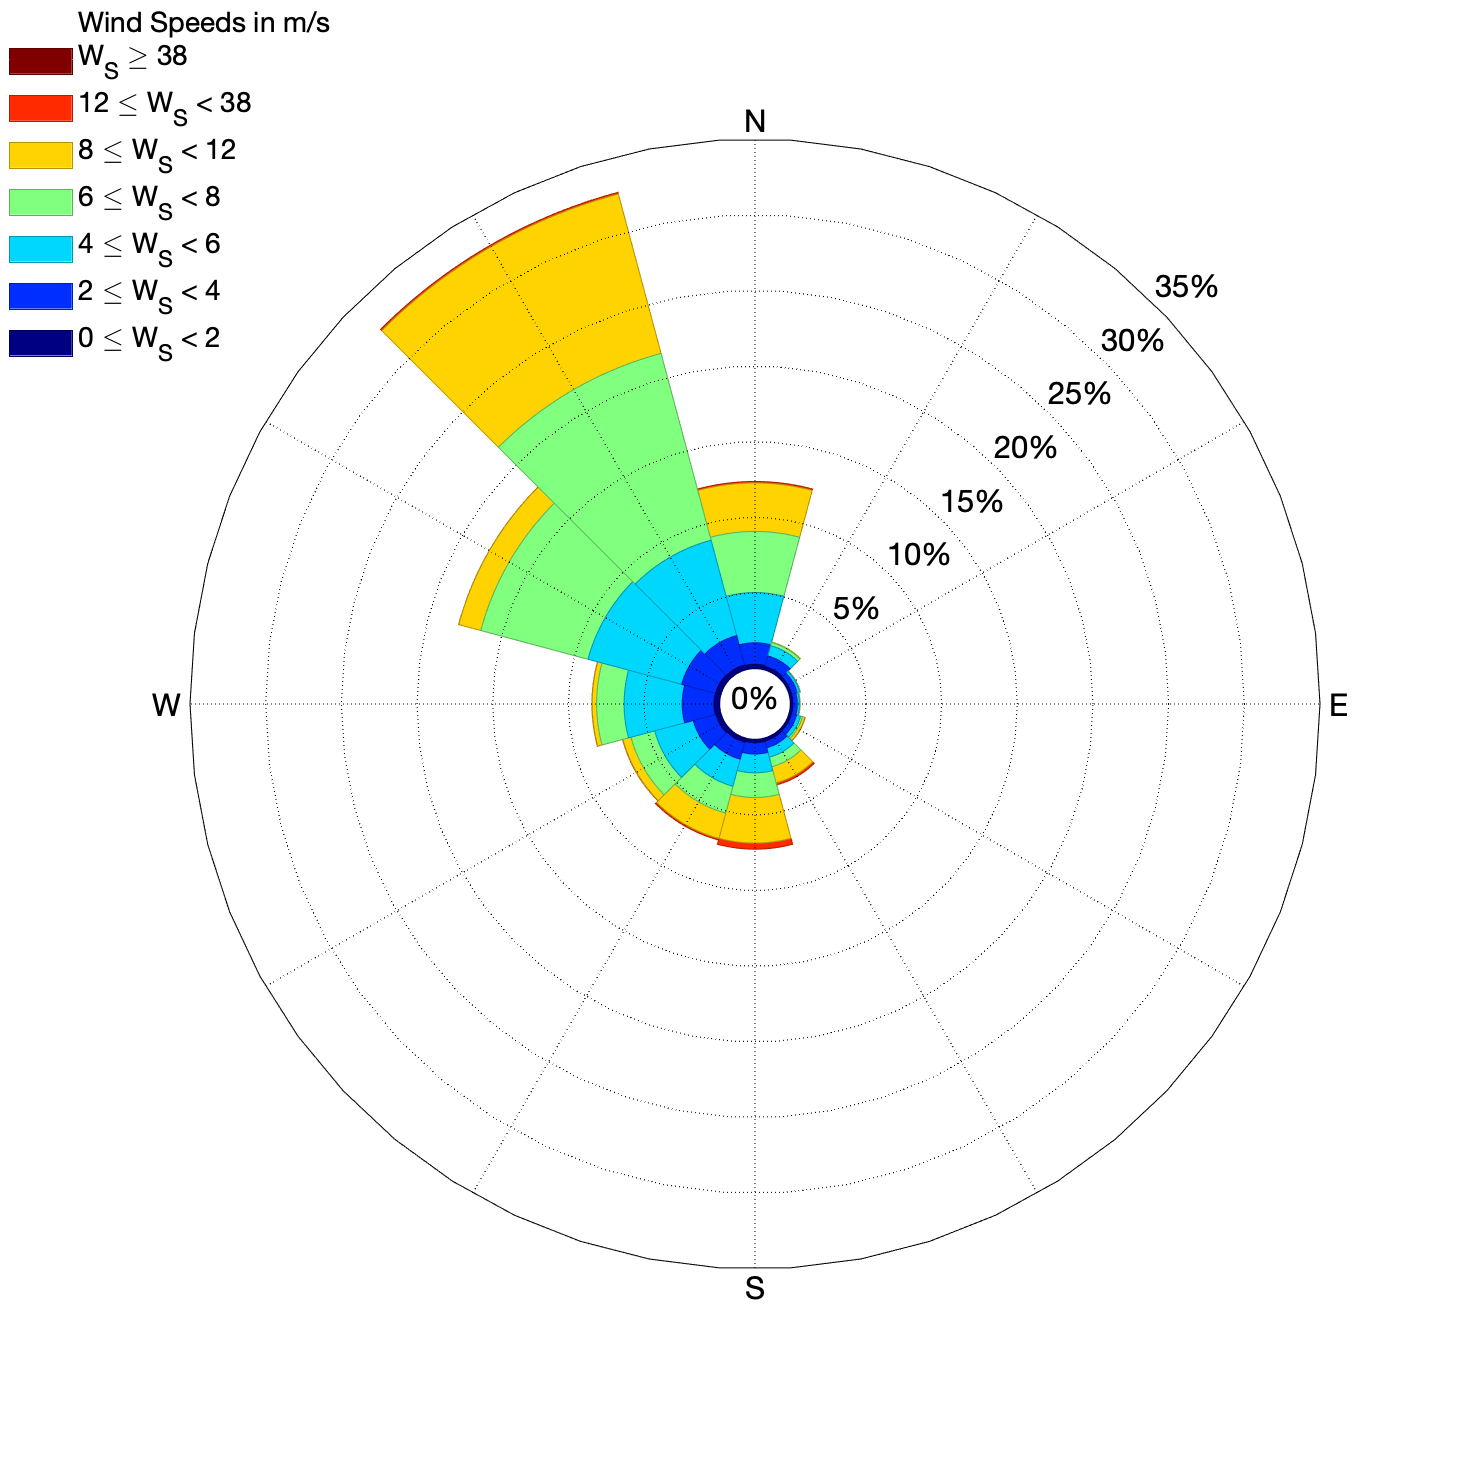 Wind Speeds in m/s
W_S ≥ 38
12 ≤ W_S < 38
8 ≤ W_S < 12
6 ≤ W_S < 8
4 ≤ W_S < 6
2 ≤ W_S < 4
0 ≤ W_S < 2
N
35%
30%
25%
20%
15%
10%
5%
0%
W
E
S